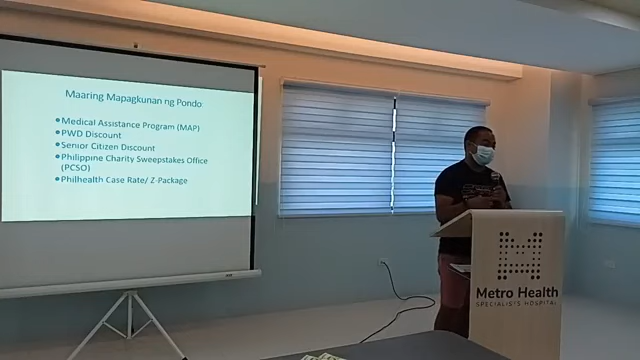 Maaring Mapagkunan ng Pondo
•Medical Assistance Program (MAP)
•PWD Discount
•Senior Citizen Discount
•Philippine Charity Sweepstakes Office
(PCSO)
•Philhealth Case Rate/ Z-Package
Metro Health
SPECIALISTS HOSPITAL